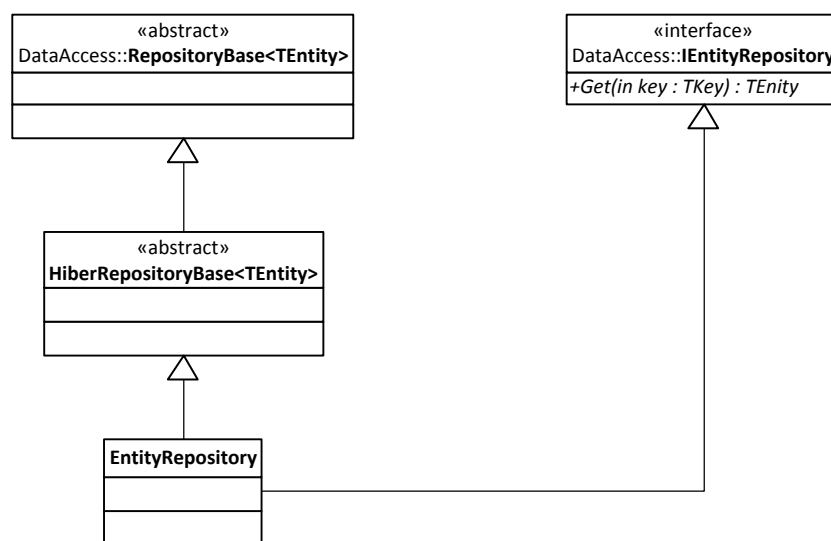 «abstract»
DataAccess::RepositoryBase<TEntity>
«interface»
DataAccess::IEntityRepository
+Get(in key : TKey) : TEnity
«abstract»
HiberRepositoryBase<TEntity>
EntityRepository